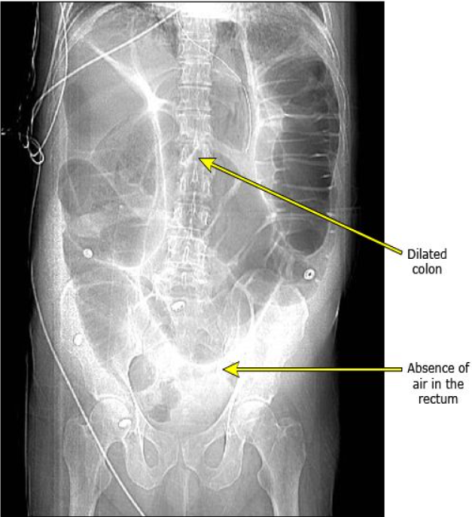 Dilated
colon
Absence of
air in the
rectum